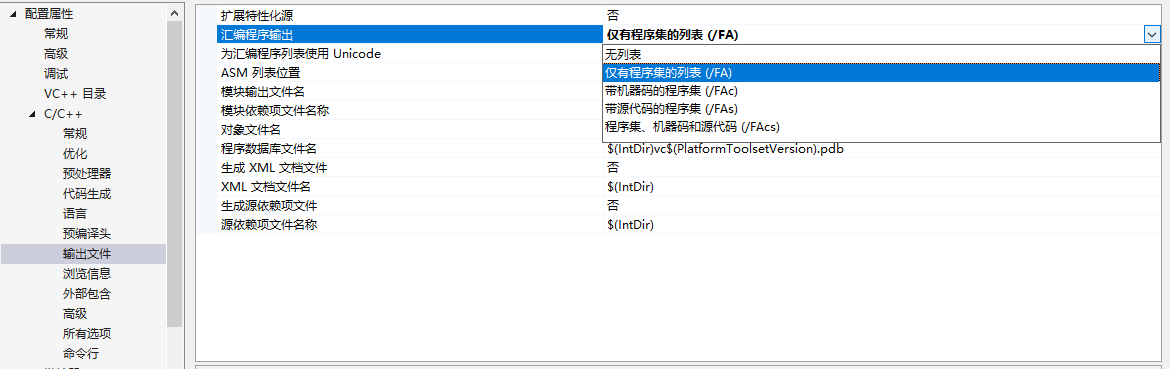 配置属性
常规
高级
调试
VC++ 目录
C/C++
常规
优化
预处理器
代码生成
语言
预编译头
输出文件
浏览信息
外部包含
高级
所有选项
命令行
扩展特性化源 否
汇编程序输出 仅有程序集的列表 (/FA)
为汇编程序列表使用 Unicode
无列表
ASM 列表位置
仅有程序集的列表 (/FA)
模块输出文件名
带机器码的程序集 (/FAc)
模块依赖项文件名称
带源代码的程序集 (/FAs)
对象文件名
程序集、机器码和源代码 (/FAcs)
程序数据库文件名 $(IntDir)vc$(PlatformToolsetVersion).pdb
生成 XML 文档文件 否
XML 文档文件名 $(IntDir)
生成源依赖项文件 否
源依赖项文件名称 $(IntDir)